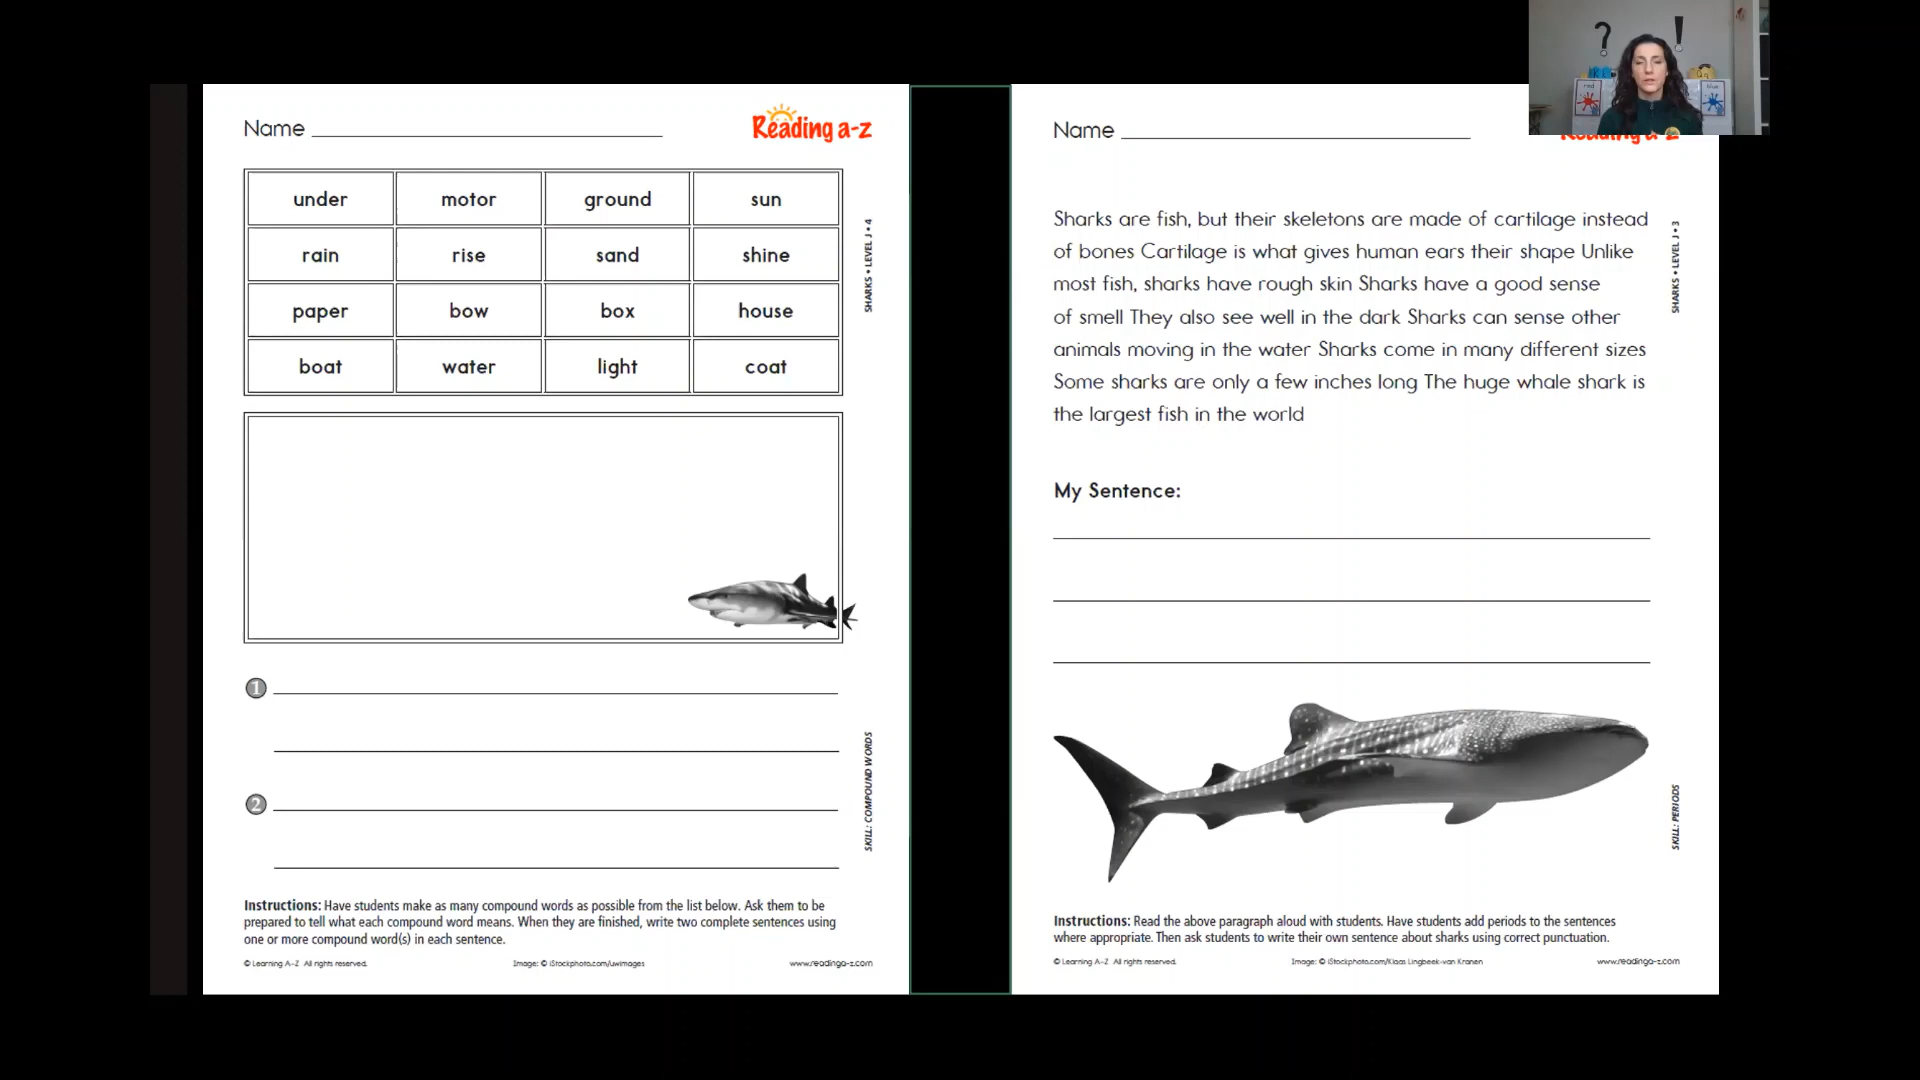 Name
Reading a-z
under motor ground sun
rain rise sand shine
paper bow box house
boat water light coat
SHARKS • LEVEL J • 4
1
2
SKILL: COMPOUND WORDS
Instructions: Have students make as many compound words as possible from the list below. Ask them to be
prepared to tell what each compound word means. When they are finished, write two complete sentences using
one or more compound word(s) in each sentence.
© Learning A–Z All rights reserved. Image: © iStockphoto.com/uwimages www.readinga-z.com
Name
Sharks are fish, but their skeletons are made of cartilage instead
of bones Cartilage is what gives human ears their shape Unlike
most fish, sharks have rough skin Sharks have a good sense
of smell They also see well in the dark Sharks can sense other
animals moving in the water Sharks come in many different sizes
Some sharks are only a few inches long The huge whale shark is
the largest fish in the world
SHARKS • LEVEL J • 3
My Sentence:
SKILL: PERIODS
Instructions: Read the above paragraph aloud with students. Have students add periods to the sentences
where appropriate. Then ask students to write their own sentence about sharks using correct punctuation.
© Learning A–Z All rights reserved. Image: © iStockphoto.com/Klaas Lingbeek-van Kranen www.readinga-z.com
? !
red
blue